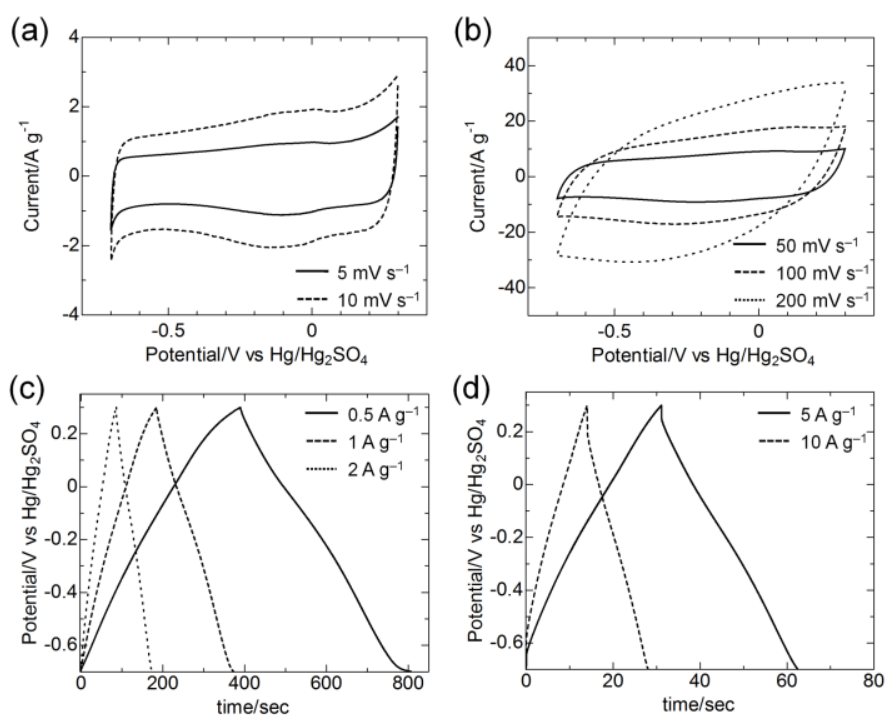 (a)
4
2
0
-2
-4
Current/A g⁻¹
-0.5
0
Potential/V vs Hg/Hg₂SO₄
5 mV s⁻¹
10 mV s⁻¹
(b)
40
20
0
-20
-40
Current/A g⁻¹
-0.5
0
Potential/V vs Hg/Hg₂SO₄
50 mV s⁻¹
100 mV s⁻¹
200 mV s⁻¹
(c)
0.2
0
-0.2
-0.4
-0.6
Potential/V vs Hg/Hg₂SO₄
0
200
400
600
800
time/sec
0.5 A g⁻¹
1 A g⁻¹
2 A g⁻¹
(d)
0.2
0
-0.2
-0.4
-0.6
Potential/V vs Hg/Hg₂SO₄
0
20
40
60
80
time/sec
5 A g⁻¹
10 A g⁻¹